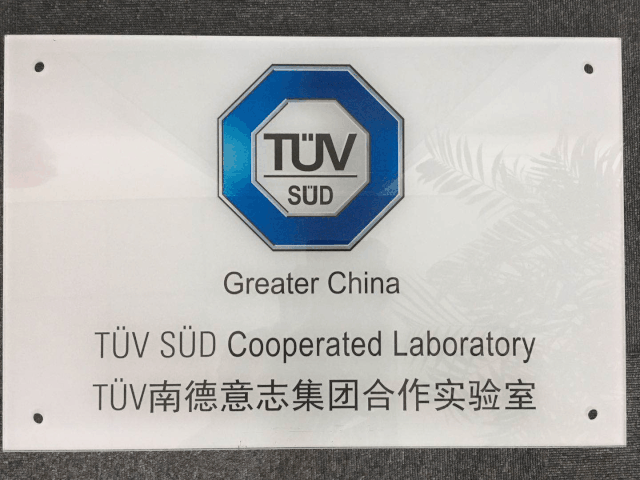 TÜV
SÜD
Greater China
TÜV SÜD Cooperated Laboratory
TÜV南德意志集团合作实验室